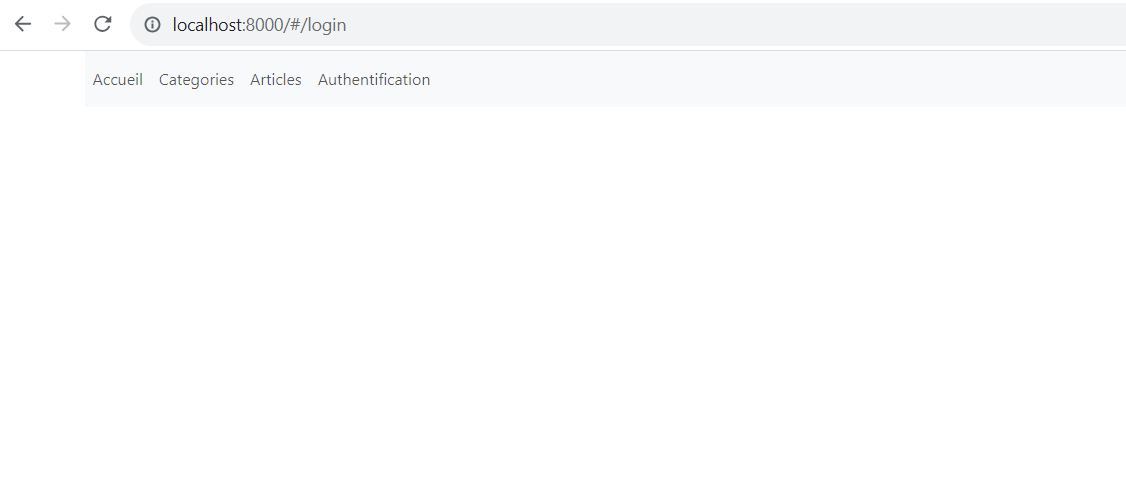 localhost:8000/#/login
Accueil Categories Articles Authentification